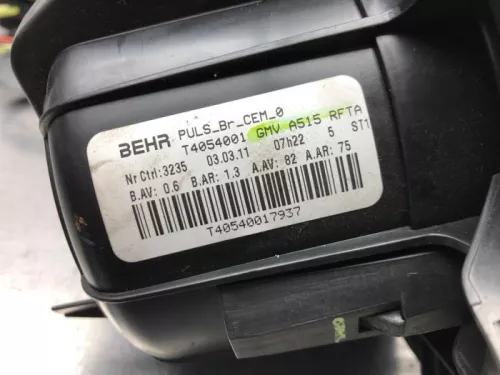 BEHR PULS_Br_CEM_0
T4054001 GMV A515 RFTA
Nr Ctrl:3235 03.03.11 07h22 5 ST1
B.AV: 0.6 B.AR: 1.3 A.AV: 82 A.AR: 75
T40540017937